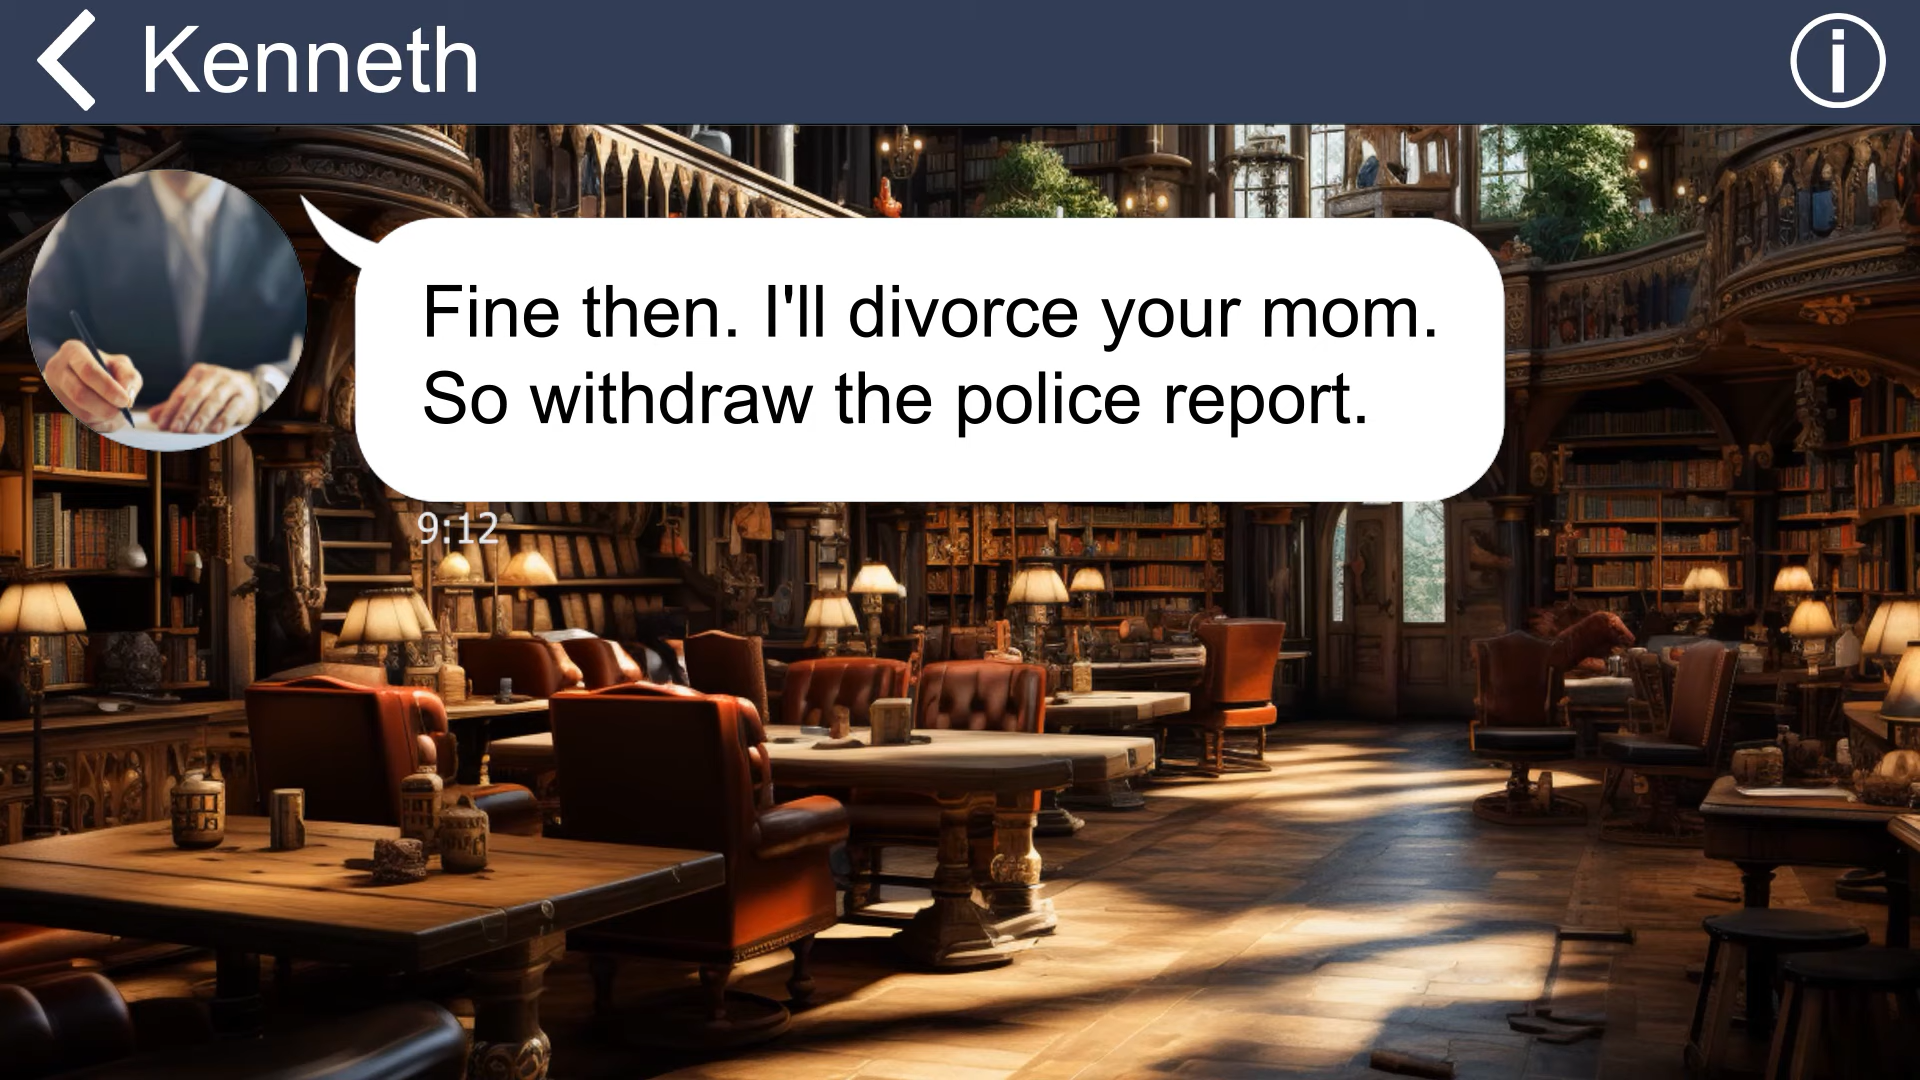 Kenneth
Fine then. I'll divorce your mom.
So withdraw the police report.
9:12